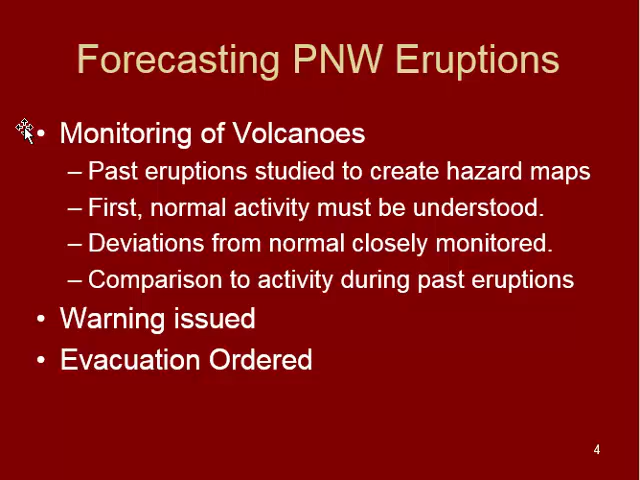 Forecasting PNW Eruptions
• Monitoring of Volcanoes
– Past eruptions studied to create hazard maps
– First, normal activity must be understood.
– Deviations from normal closely monitored.
– Comparison to activity during past eruptions
• Warning issued
• Evacuation Ordered
4